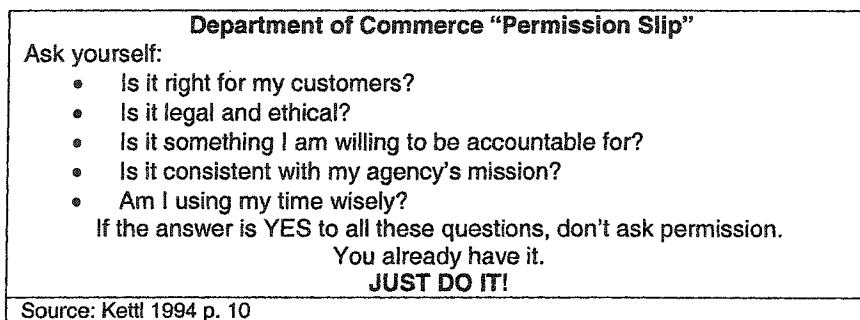 Department of Commerce “Permission Slip”
Ask yourself:
• Is it right for my customers?
• Is it legal and ethical?
• Is it something I am willing to be accountable for?
• Is it consistent with my agency's mission?
• Am I using my time wisely?
If the answer is YES to all these questions, don't ask permission.
You already have it.
JUST DO IT!
Source: Kettl 1994 p. 10